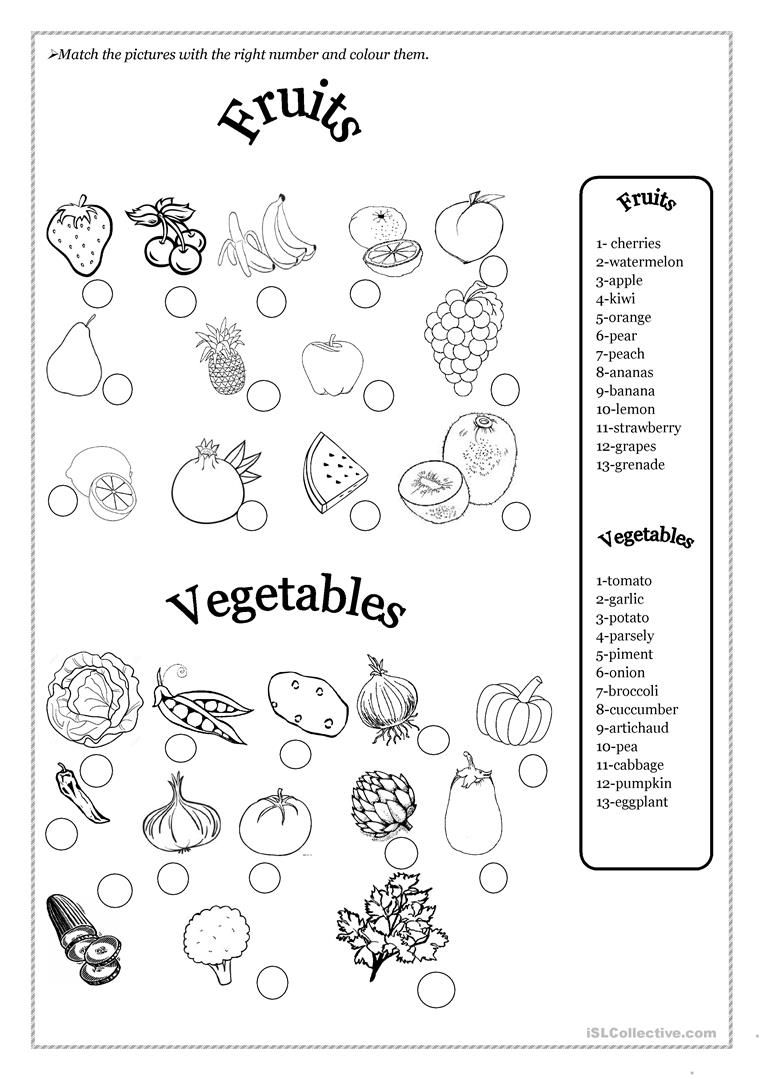 ➢Match the pictures with the right number and colour them.
Fruits
Fruits
1- cherries
2-watermelon
3-apple
4-kiwi
5-orange
6-pear
7-peach
8-ananas
9-banana
10-lemon
11-strawberry
12-grapes
13-grenade
Vegetables
Vegetables
1-tomato
2-garlic
3-potato
4-parsely
5-piment
6-onion
7-broccoli
8-cuccumber
9-artichaud
10-pea
11-cabbage
12-pumpkin
13-eggplant
iSLCollective.com